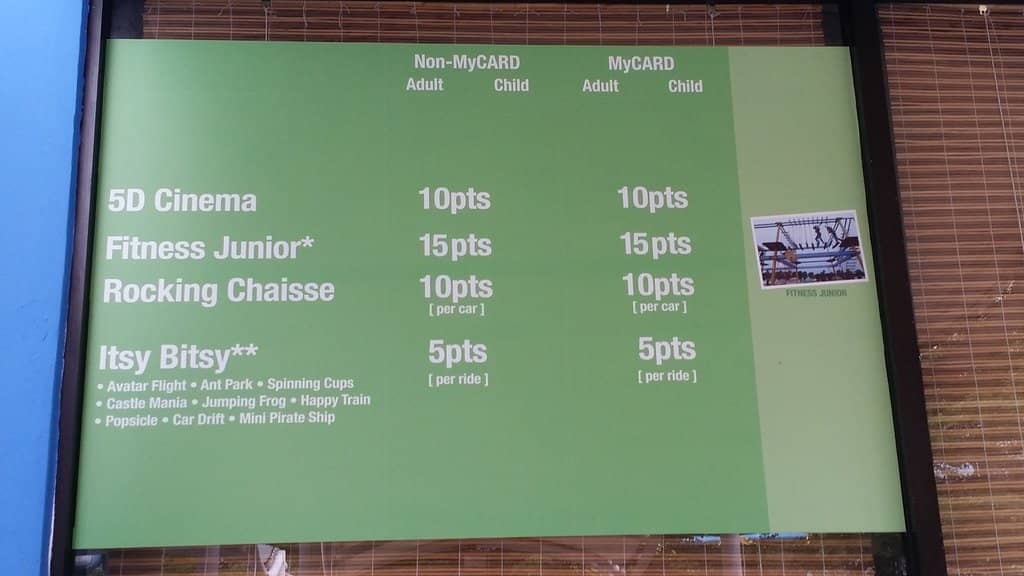 Non-MyCARD MyCARD
Adult Child Adult Child
5D Cinema 10pts 10pts
Fitness Junior* 15pts 15pts
Rocking Chaisse 10pts 10pts
[ per car ] [ per car ]
Itsy Bitsy** 5pts 5pts
[ per ride ] [ per ride ]
• Avatar Flight • Ant Park • Spinning Cups
• Castle Mania • Jumping Frog • Happy Train
• Popsicle • Car Drift • Mini Pirate Ship
FITNESS JUNIOR